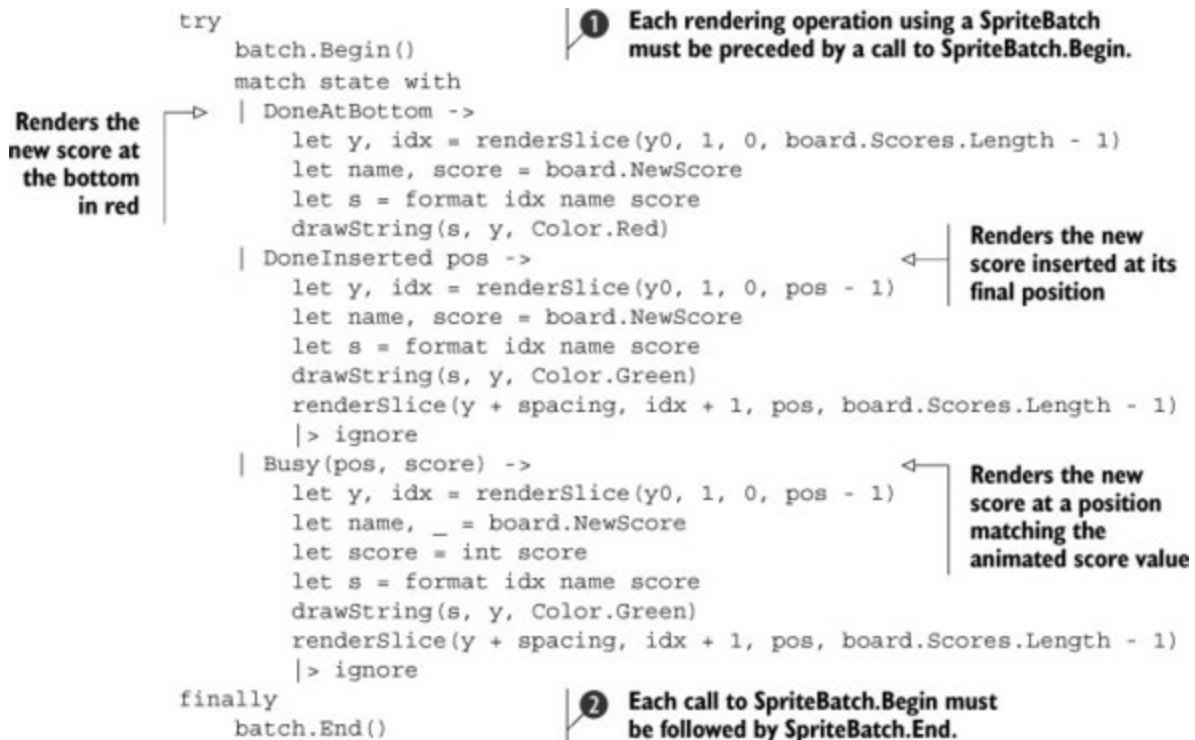 try
❶ Each rendering operation using a SpriteBatch
must be preceded by a call to SpriteBatch.Begin.
batch.Begin()
match state with
Renders the
new score at
the bottom
in red
| DoneAtBottom ->
let y, idx = renderSlice(y0, 1, 0, board.Scores.Length - 1)
let name, score = board.NewScore
let s = format idx name score
drawString(s, y, Color.Red)
Renders the new
score inserted at its
final position
| DoneInserted pos ->
let y, idx = renderSlice(y0, 1, 0, pos - 1)
let name, score = board.NewScore
let s = format idx name score
drawString(s, y, Color.Green)
renderSlice(y + spacing, idx + 1, pos, board.Scores.Length - 1)
|> ignore
Renders the new
score at a position
matching the
animated score value
| Busy(pos, score) ->
let y, idx = renderSlice(y0, 1, 0, pos - 1)
let name, _ = board.NewScore
let score = int score
let s = format idx name score
drawString(s, y, Color.Green)
renderSlice(y + spacing, idx + 1, pos, board.Scores.Length - 1)
|> ignore
finally
❷ Each call to SpriteBatch.Begin must
be followed by SpriteBatch.End.
batch.End()